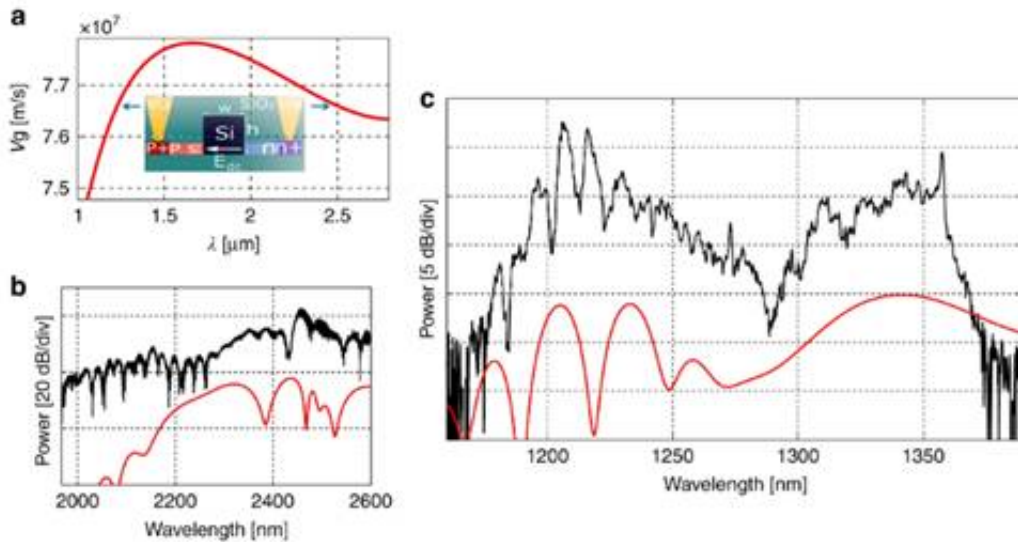 a
×10⁷
7.7
7.6
7.5
Vg [m/s]
1 1.5 2 2.5
λ [μm]
w
Si
h
P+ p n n+
b
Power [20 dB/div]
2000 2200 2400 2600
Wavelength [nm]
c
Power [5 dB/div]
1200 1250 1300 1350
Wavelength [nm]